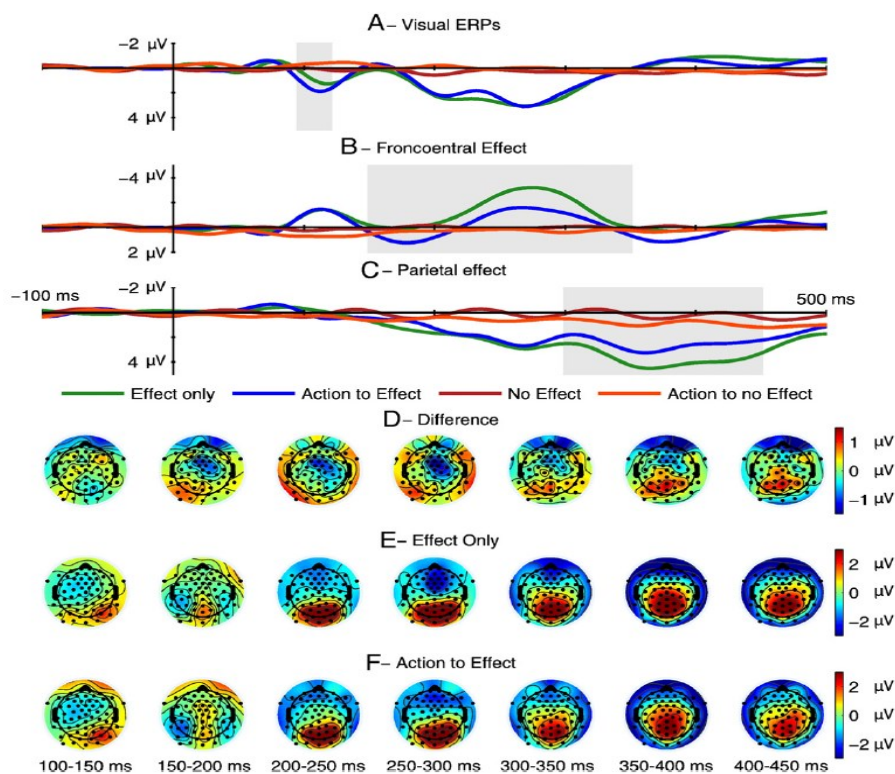 A – Visual ERPs
-2 µV
4 µV
B – Froncoentral Effect
-4 µV
2 µV
C – Parietal effect
-100 ms
-2 µV
500 ms
4 µV
Effect only Action to Effect No Effect Action to no Effect
D – Difference
1 µV
0 µV
-1 µV
E – Effect Only
2 µV
0 µV
-2 µV
F – Action to Effect
2 µV
0 µV
-2 µV
100-150 ms 150-200 ms 200-250 ms 250-300 ms 300-350 ms 350-400 ms 400-450 ms